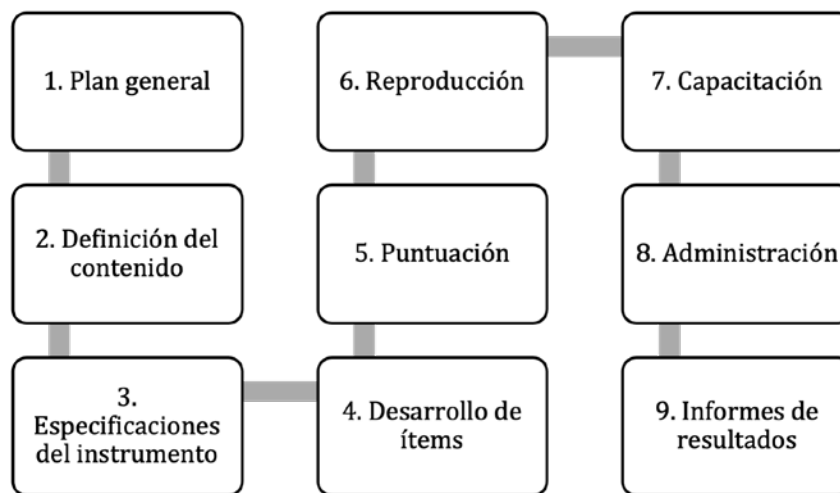 1. Plan general
2. Definición del
contenido
3.
Especificaciones
del instrumento
4. Desarrollo de
ítems
5. Puntuación
6. Reproducción
7. Capacitación
8. Administración
9. Informes de
resultados